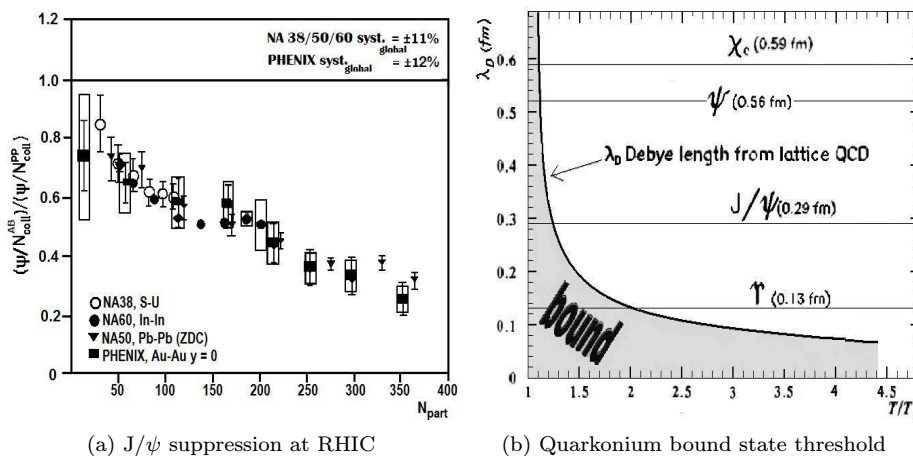 NA 38/50/60 syst.global = ±11%
PHENIX syst.global = ±12%
1.2
1.0
0.8
0.6
0.4
0.2
0
(ψ/N^AB_coll)/(ψ/N^PP_coll)
○ NA38, S-U
● NA60, In-In
▼ NA50, Pb-Pb (ZDC)
■ PHENIX, Au-Au y = 0
50 100 150 200 250 300 350 400
Npart
(a) J/ψ suppression at RHIC
λD (fm)
0.6
0.5
0.4
0.3
0.2
0.1
0
χc (0.59 fm)
ψ' (0.56 fm)
λD Debye length from lattice QCD
J/ψ (0.29 fm)
Υ (0.13 fm)
bound
1 1.5 2 2.5 3 3.5 4 4.5
T/T
(b) Quarkonium bound state threshold